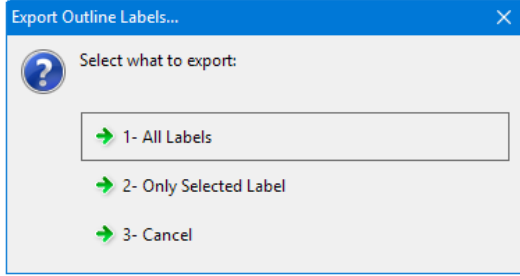 Export Outline Labels...
Select what to export:
1- All Labels
2- Only Selected Label
3- Cancel